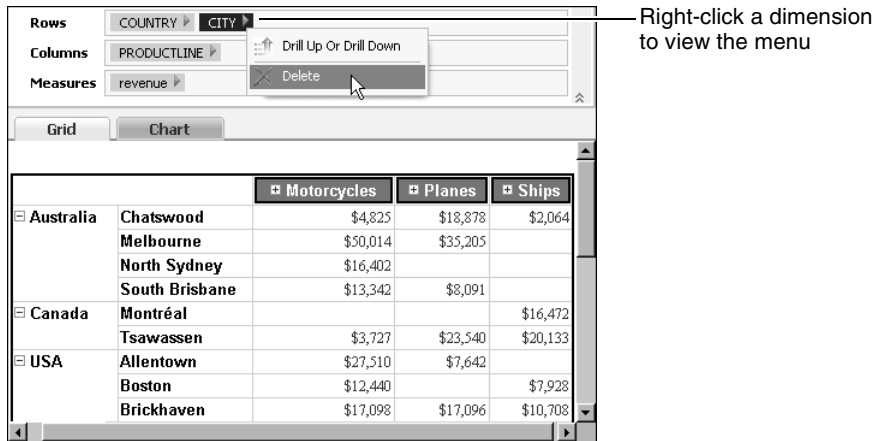 Rows COUNTRY CITY
Right-click a dimension
to view the menu
Drill Up Or Drill Down
Columns PRODUCTLINE
Delete
Measures revenue
Grid Chart
Motorcycles Planes Ships
Australia Chatswood $4,825 $18,878 $2,064
Melbourne $50,014 $35,205
North Sydney $16,402
South Brisbane $13,342 $8,091
Canada Montréal $16,472
Tsawassen $3,727 $23,540 $20,133
USA Allentown $27,510 $7,642
Boston $12,440 $7,928
Brickhaven $17,098 $17,096 $10,708